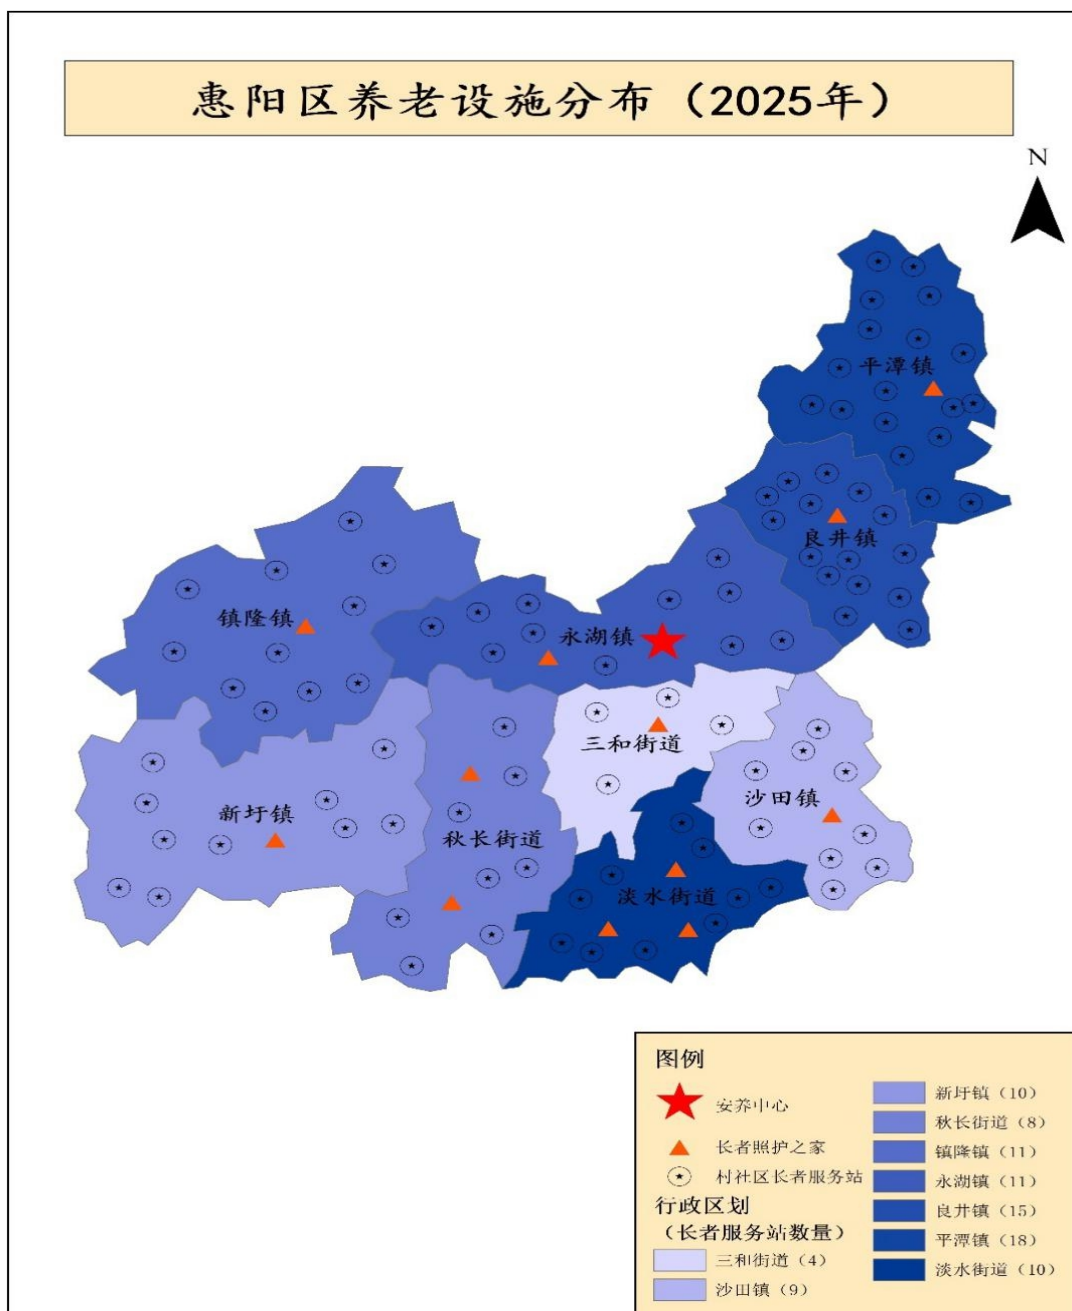 惠阳区养老设施分布（2025年）
N
平潭镇
良井镇
镇隆镇
永湖镇
三和街道
沙田镇
新圩镇
秋长街道
淡水街道
图例
安养中心
长者照护之家
村社区长者服务站
行政区划
（长者服务站数量）
三和街道（4）
沙田镇（9）
新圩镇（10）
秋长街道（8）
镇隆镇（11）
永湖镇（11）
良井镇（15）
平潭镇（18）
淡水街道（10）